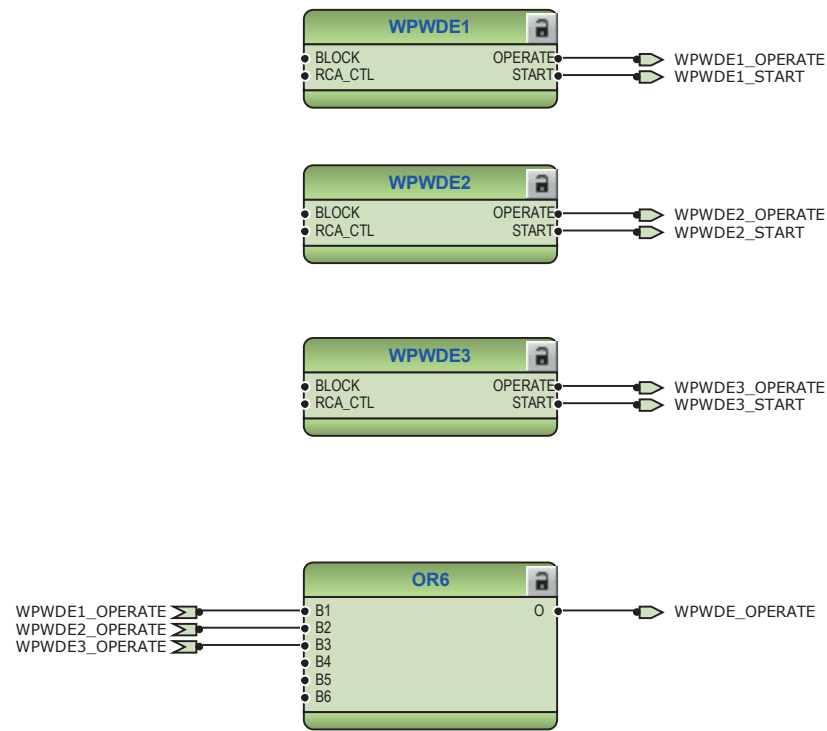 WPWDE1
BLOCK OPERATE WPWDE1_OPERATE
RCA_CTL START WPWDE1_START
WPWDE2
BLOCK OPERATE WPWDE2_OPERATE
RCA_CTL START WPWDE2_START
WPWDE3
BLOCK OPERATE WPWDE3_OPERATE
RCA_CTL START WPWDE3_START
OR6
WPWDE1_OPERATE B1 O WPWDE_OPERATE
WPWDE2_OPERATE B2
WPWDE3_OPERATE B3
B4
B5
B6